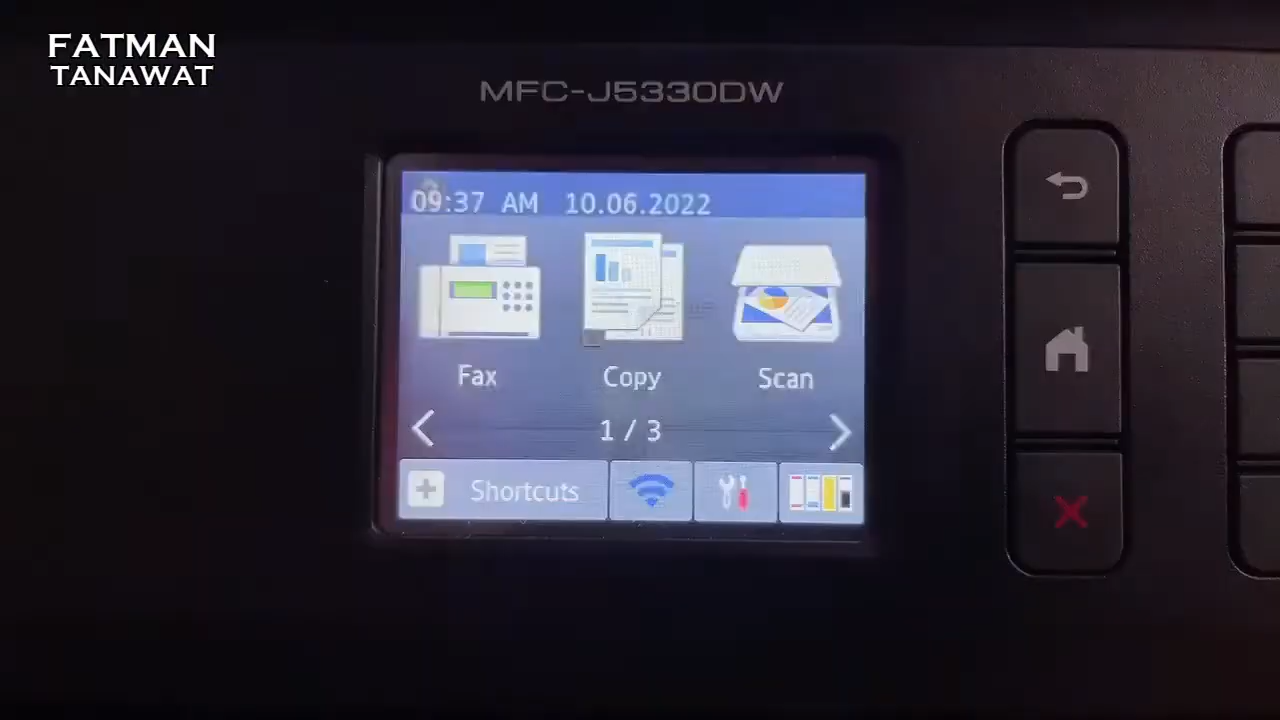 FATMAN
TANAWAT
MFC-J5330DW
09:37 AM 10.06.2022
Fax Copy Scan
1 / 3
Shortcuts